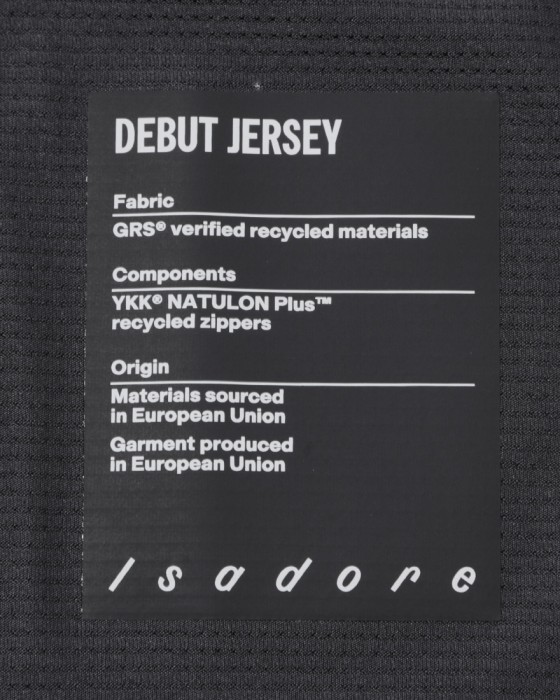 DEBUT JERSEY
Fabric
GRS® verified recycled materials
Components
YKK® NATULON Plus™
recycled zippers
Origin
Materials sourced
in European Union
Garment produced
in European Union
Isadore